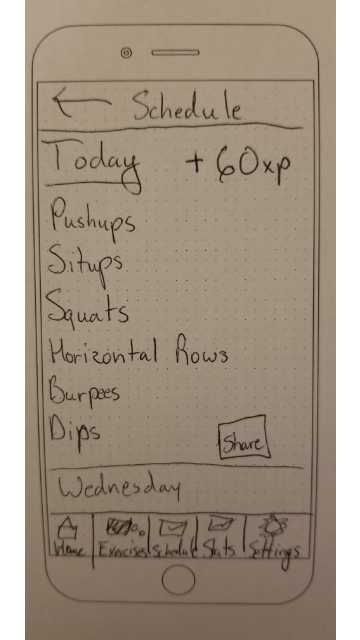 Schedule
Today +60xp
Pushups
Situps
Squats
Horizontal Rows
Burpees
Dips
Share
Wednesday
Home Exercises Schedule Stats Settings